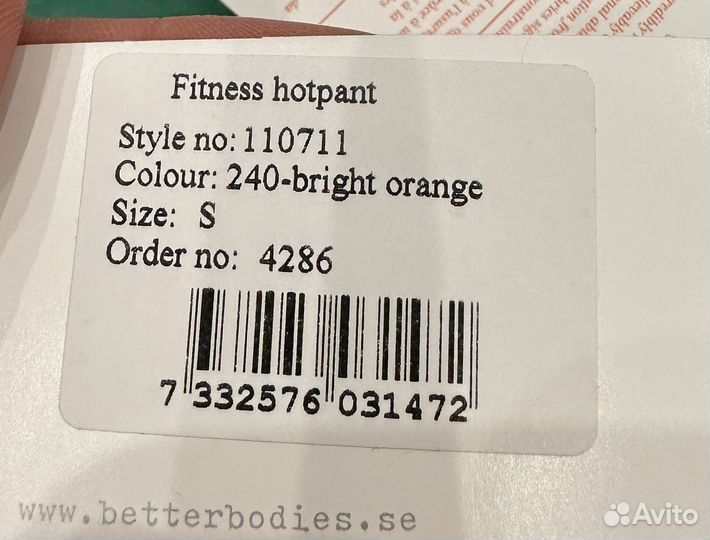 Fitness hotpant
Style no: 110711
Colour: 240-bright orange
Size: S
Order no: 4286
7 332576 031472
www.betterbodies.se
Avito